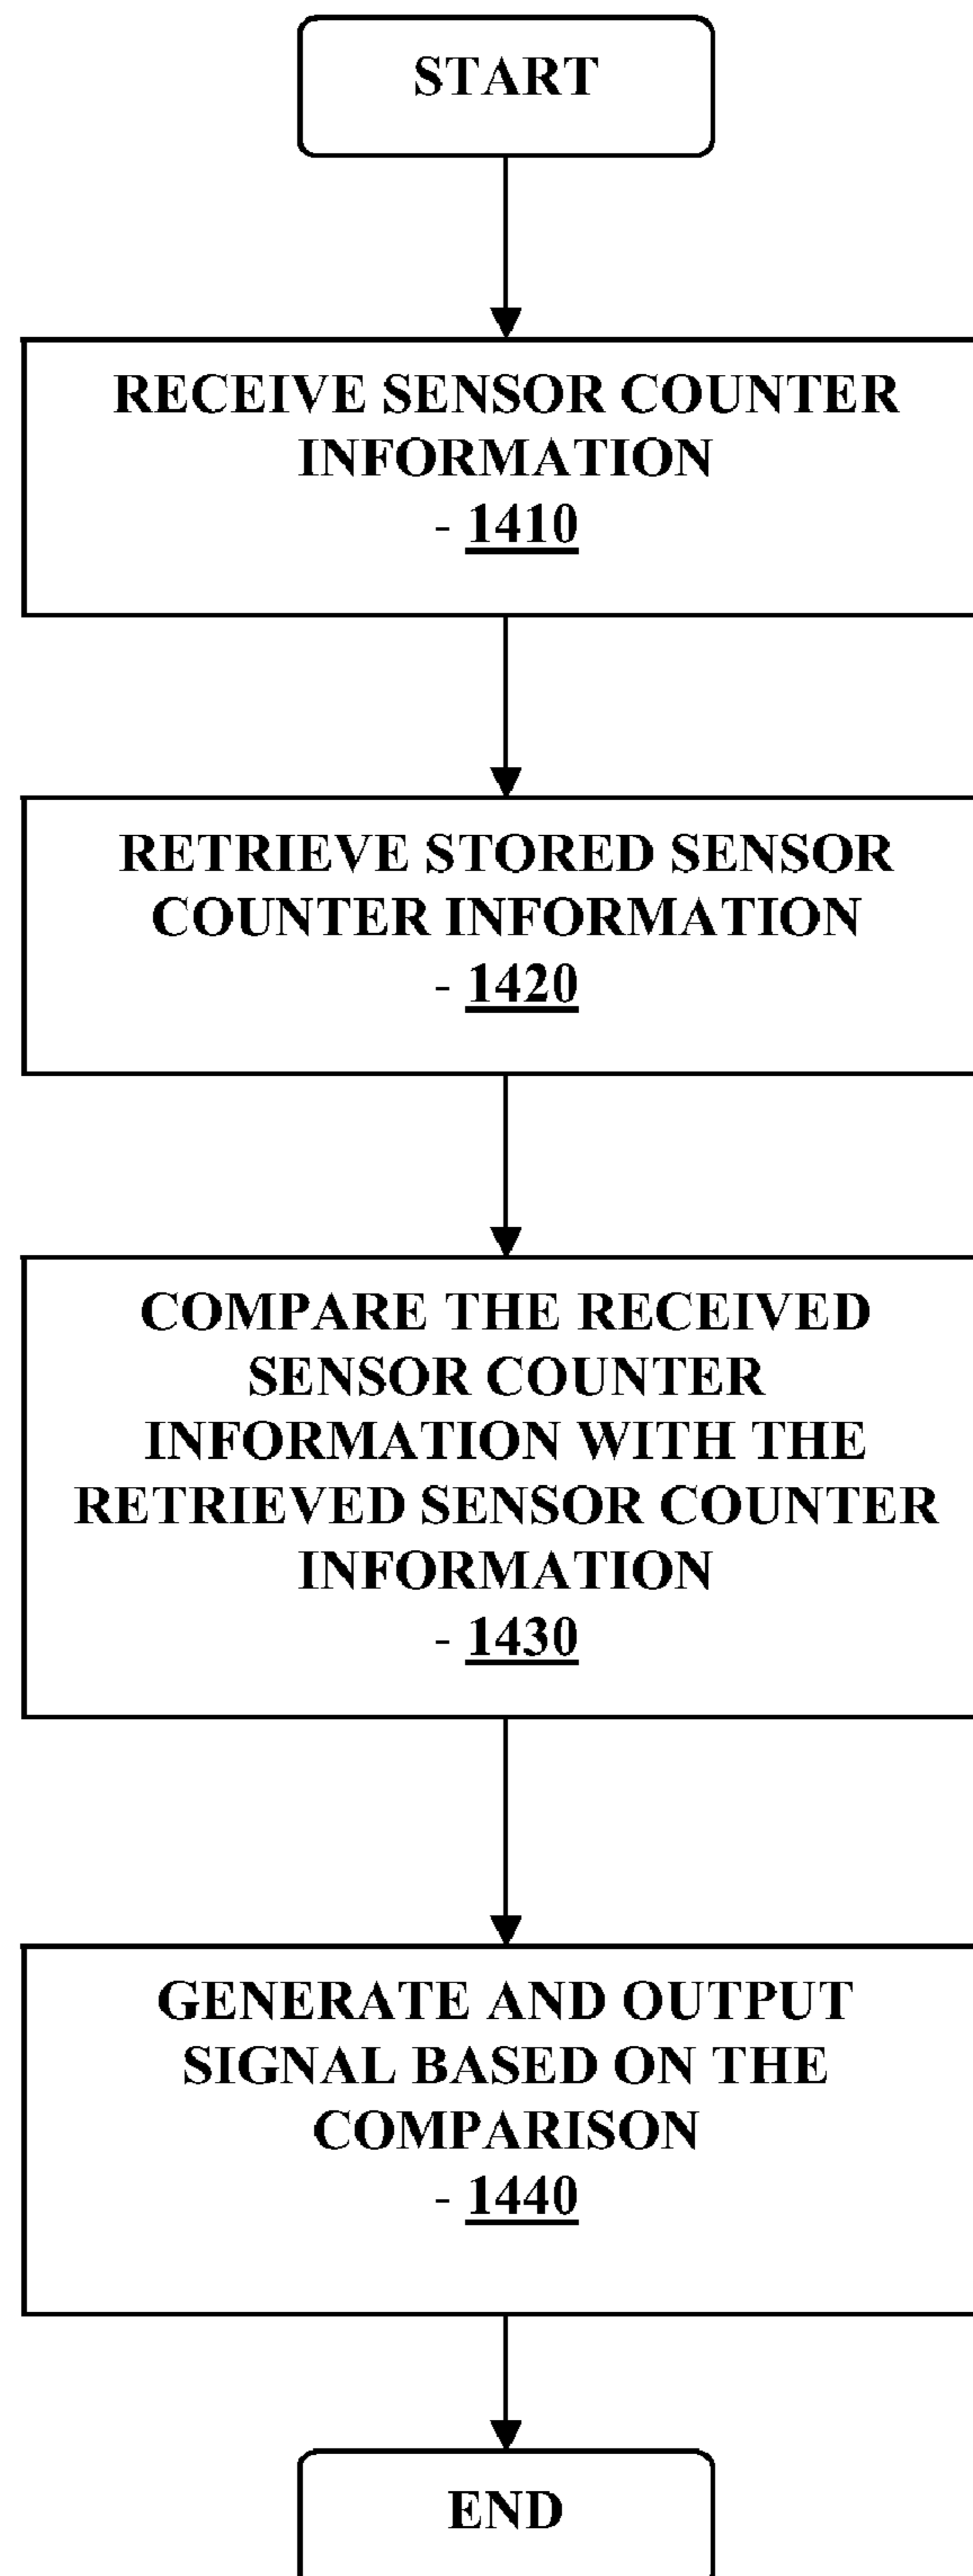 START
RECEIVE SENSOR COUNTER
INFORMATION
- 1410
RETRIEVE STORED SENSOR
COUNTER INFORMATION
- 1420
COMPARE THE RECEIVED
SENSOR COUNTER
INFORMATION WITH THE
RETRIEVED SENSOR COUNTER
INFORMATION
- 1430
GENERATE AND OUTPUT
SIGNAL BASED ON THE
COMPARISON
- 1440
END